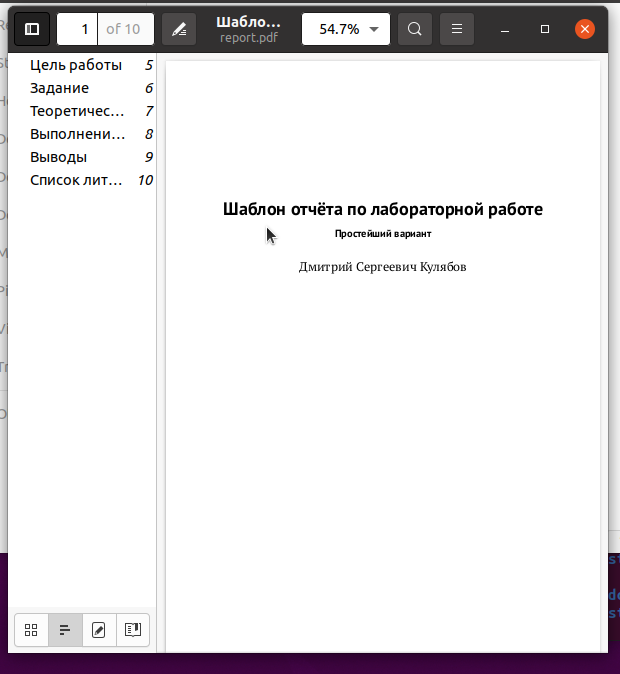 1 of 10
Шабло...
report.pdf
54.7%
Цель работы 5
Задание 6
Теоретичес... 7
Выполнени... 8
Выводы 9
Список лит... 10
Шаблон отчёта по лабораторной работе
Простейший вариант
Дмитрий Сергеевич Кулябов